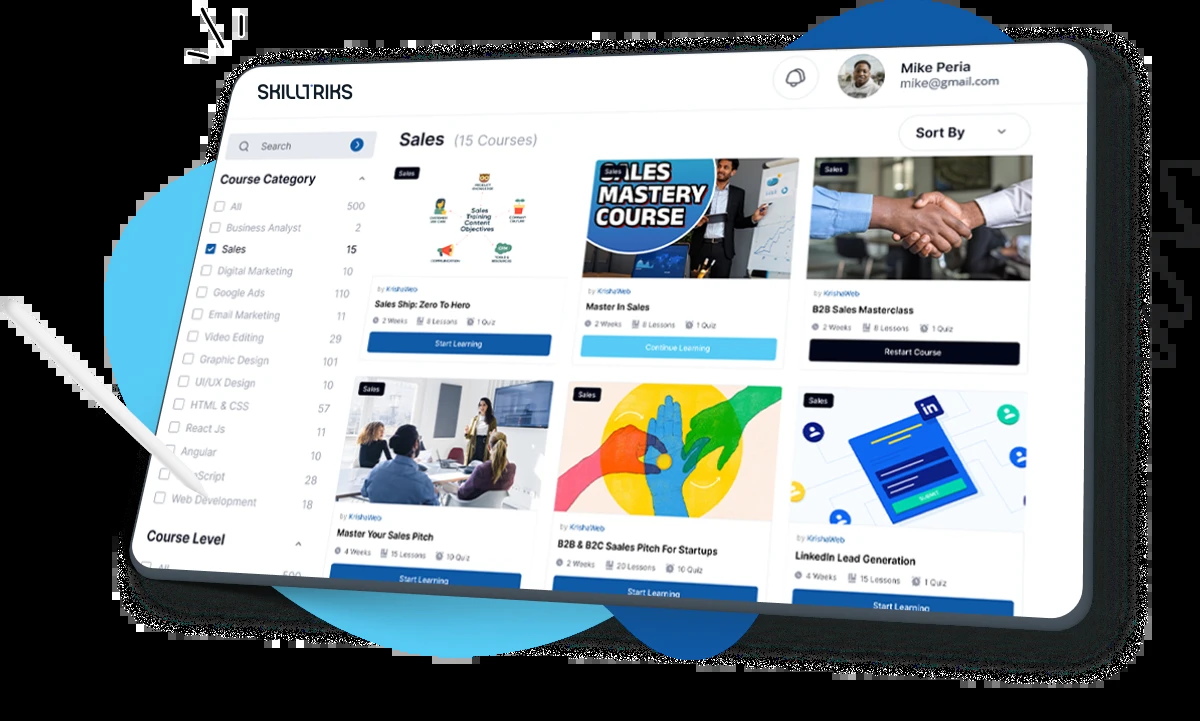 SKILLTRIKS
Mike Peria
mike@gmail.com
Search
Sales (15 Courses)
Sort By
Course Category
All 500
Business Analyst 2
Sales 15
Digital Marketing 10
Google Ads 110
Email Marketing 11
Video Editing 29
Graphic Design 101
UI/UX Design 10
HTML & CSS 57
React Js 11
Angular 10
Script 28
Web Development 18
Course Level
All 500
Sales
Sales
Training
Content
Objectives
by KrishaWeb
Sales Ship: Zero To Hero
2 Weeks 8 Lessons 1 Quiz
Start Learning
Sales
SALES
MASTERY
COURSE
by KrishaWeb
Master In Sales
2 Weeks 8 Lessons 1 Quiz
Continue Learning
Sales
by KrishaWeb
B2B Sales Masterclass
2 Weeks 8 Lessons 1 Quiz
Restart Course
Sales
by KrishaWeb
Master Your Sales Pitch
4 Weeks 15 Lessons 10 Quiz
Start Learning
Sales
by KrishaWeb
B2B & B2C Saales Pitch For Startups
2 Weeks 20 Lessons 10 Quiz
Start Learning
Sales
in
Submit
by KrishaWeb
LinkedIn Lead Generation
4 Weeks 15 Lessons 1 Quiz
Start Learning